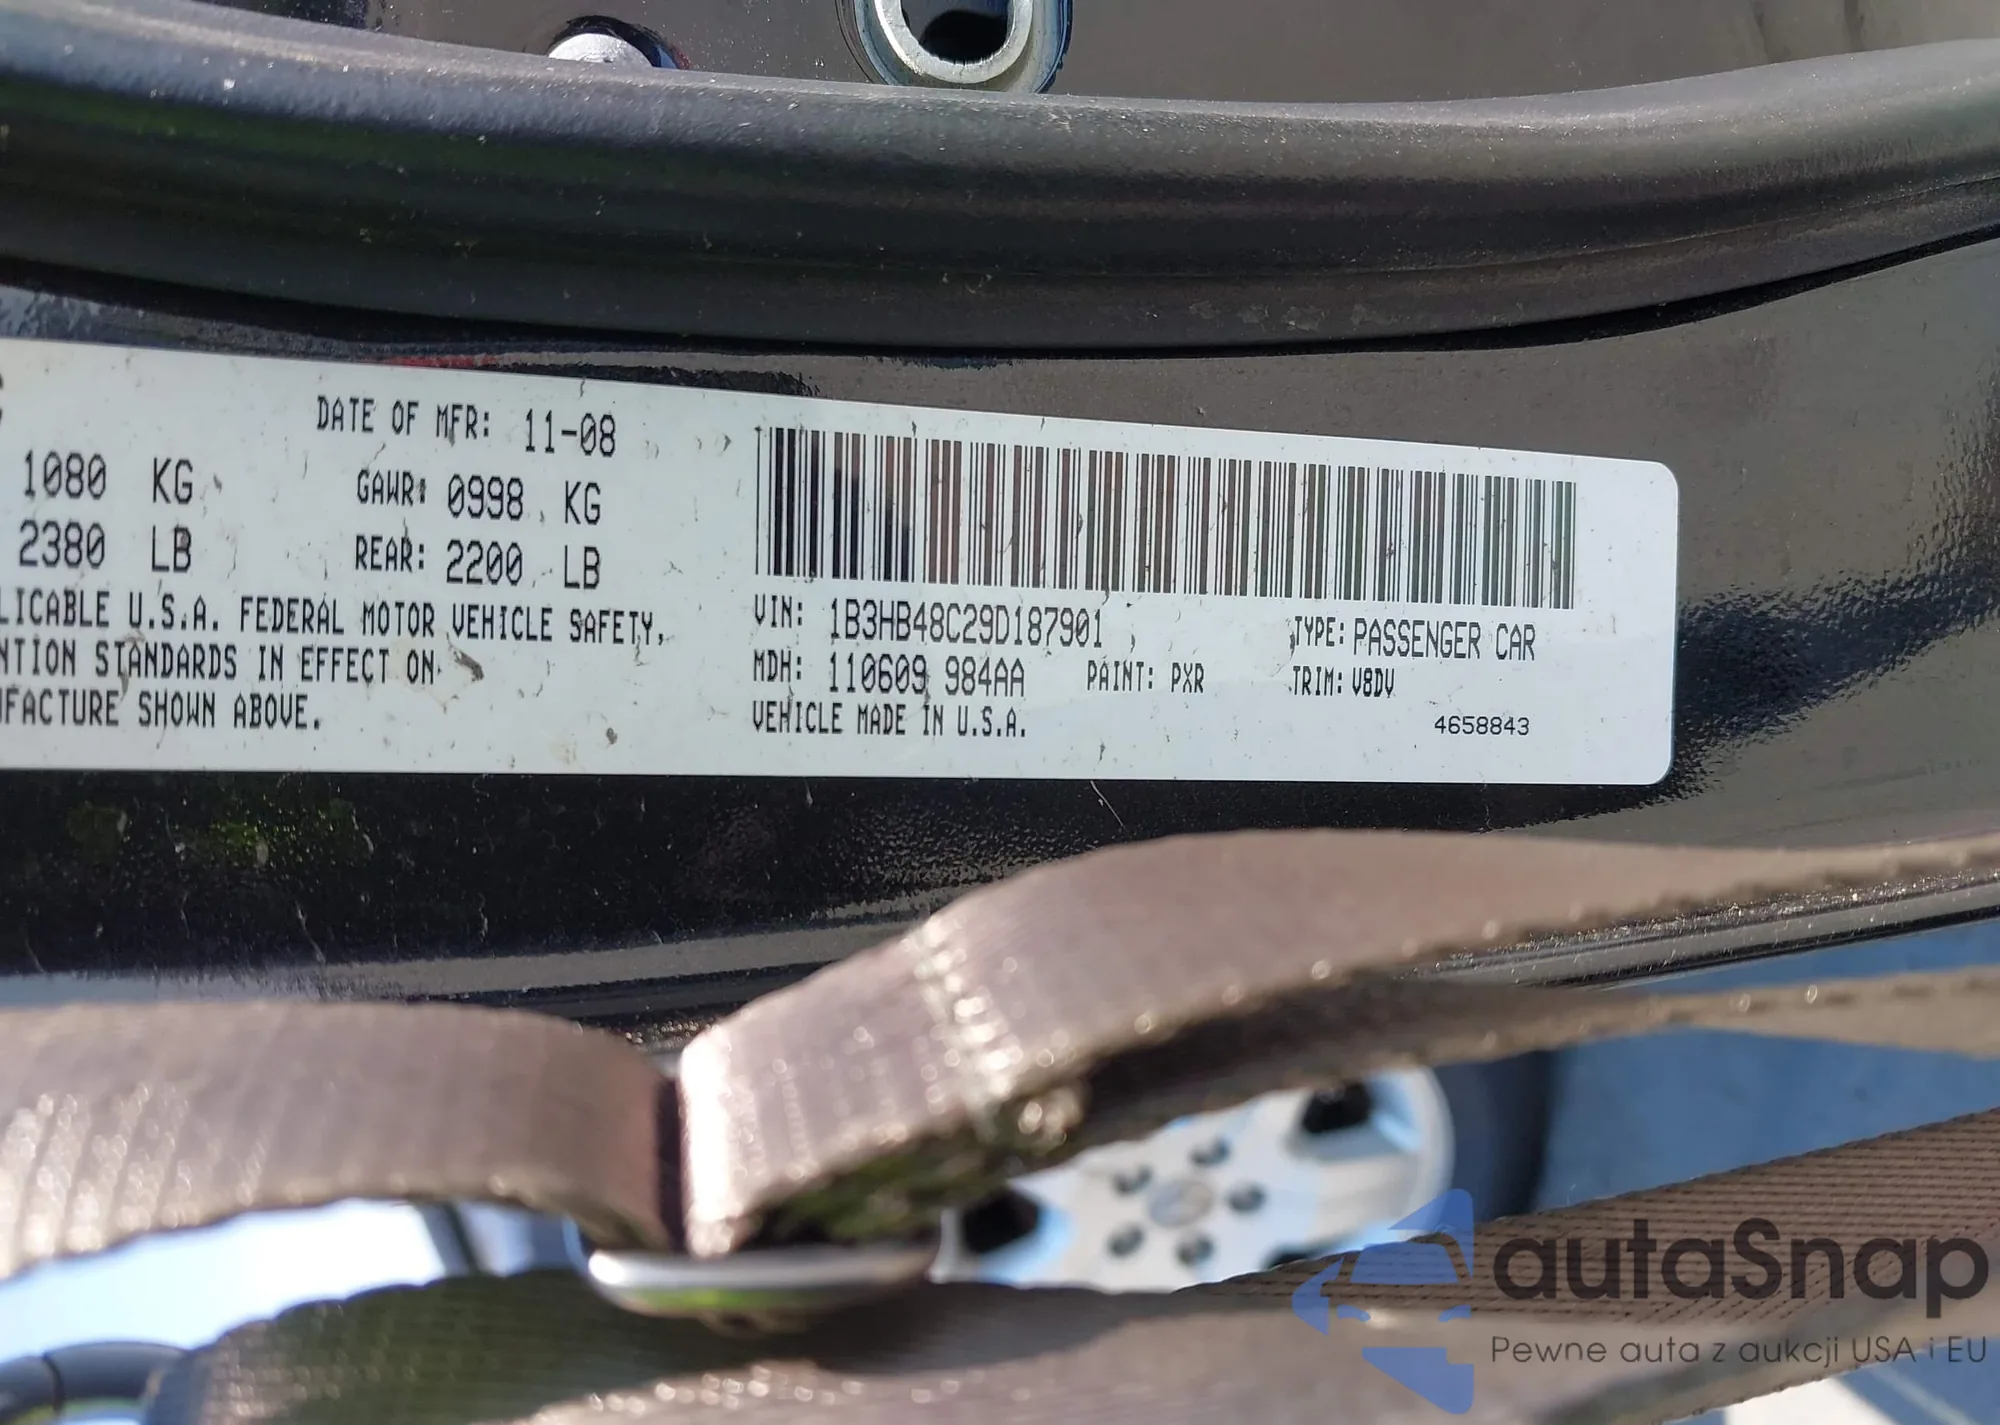 DATE OF MFR: 11-08
1080 KG GAWR: 0998 KG
2380 LB REAR: 2200 LB
LICABLE U.S.A. FEDERAL MOTOR VEHICLE SAFETY,
NTION STANDARDS IN EFFECT ON
UFACTURE SHOWN ABOVE.
VIN: 1B3HB48C29D187901 TYPE: PASSENGER CAR
MDH: 110609 984AA PAINT: PXR TRIM: V8DV
VEHICLE MADE IN U.S.A. 4658843
autaSnap
Pewne auta z aukcji USA i EU